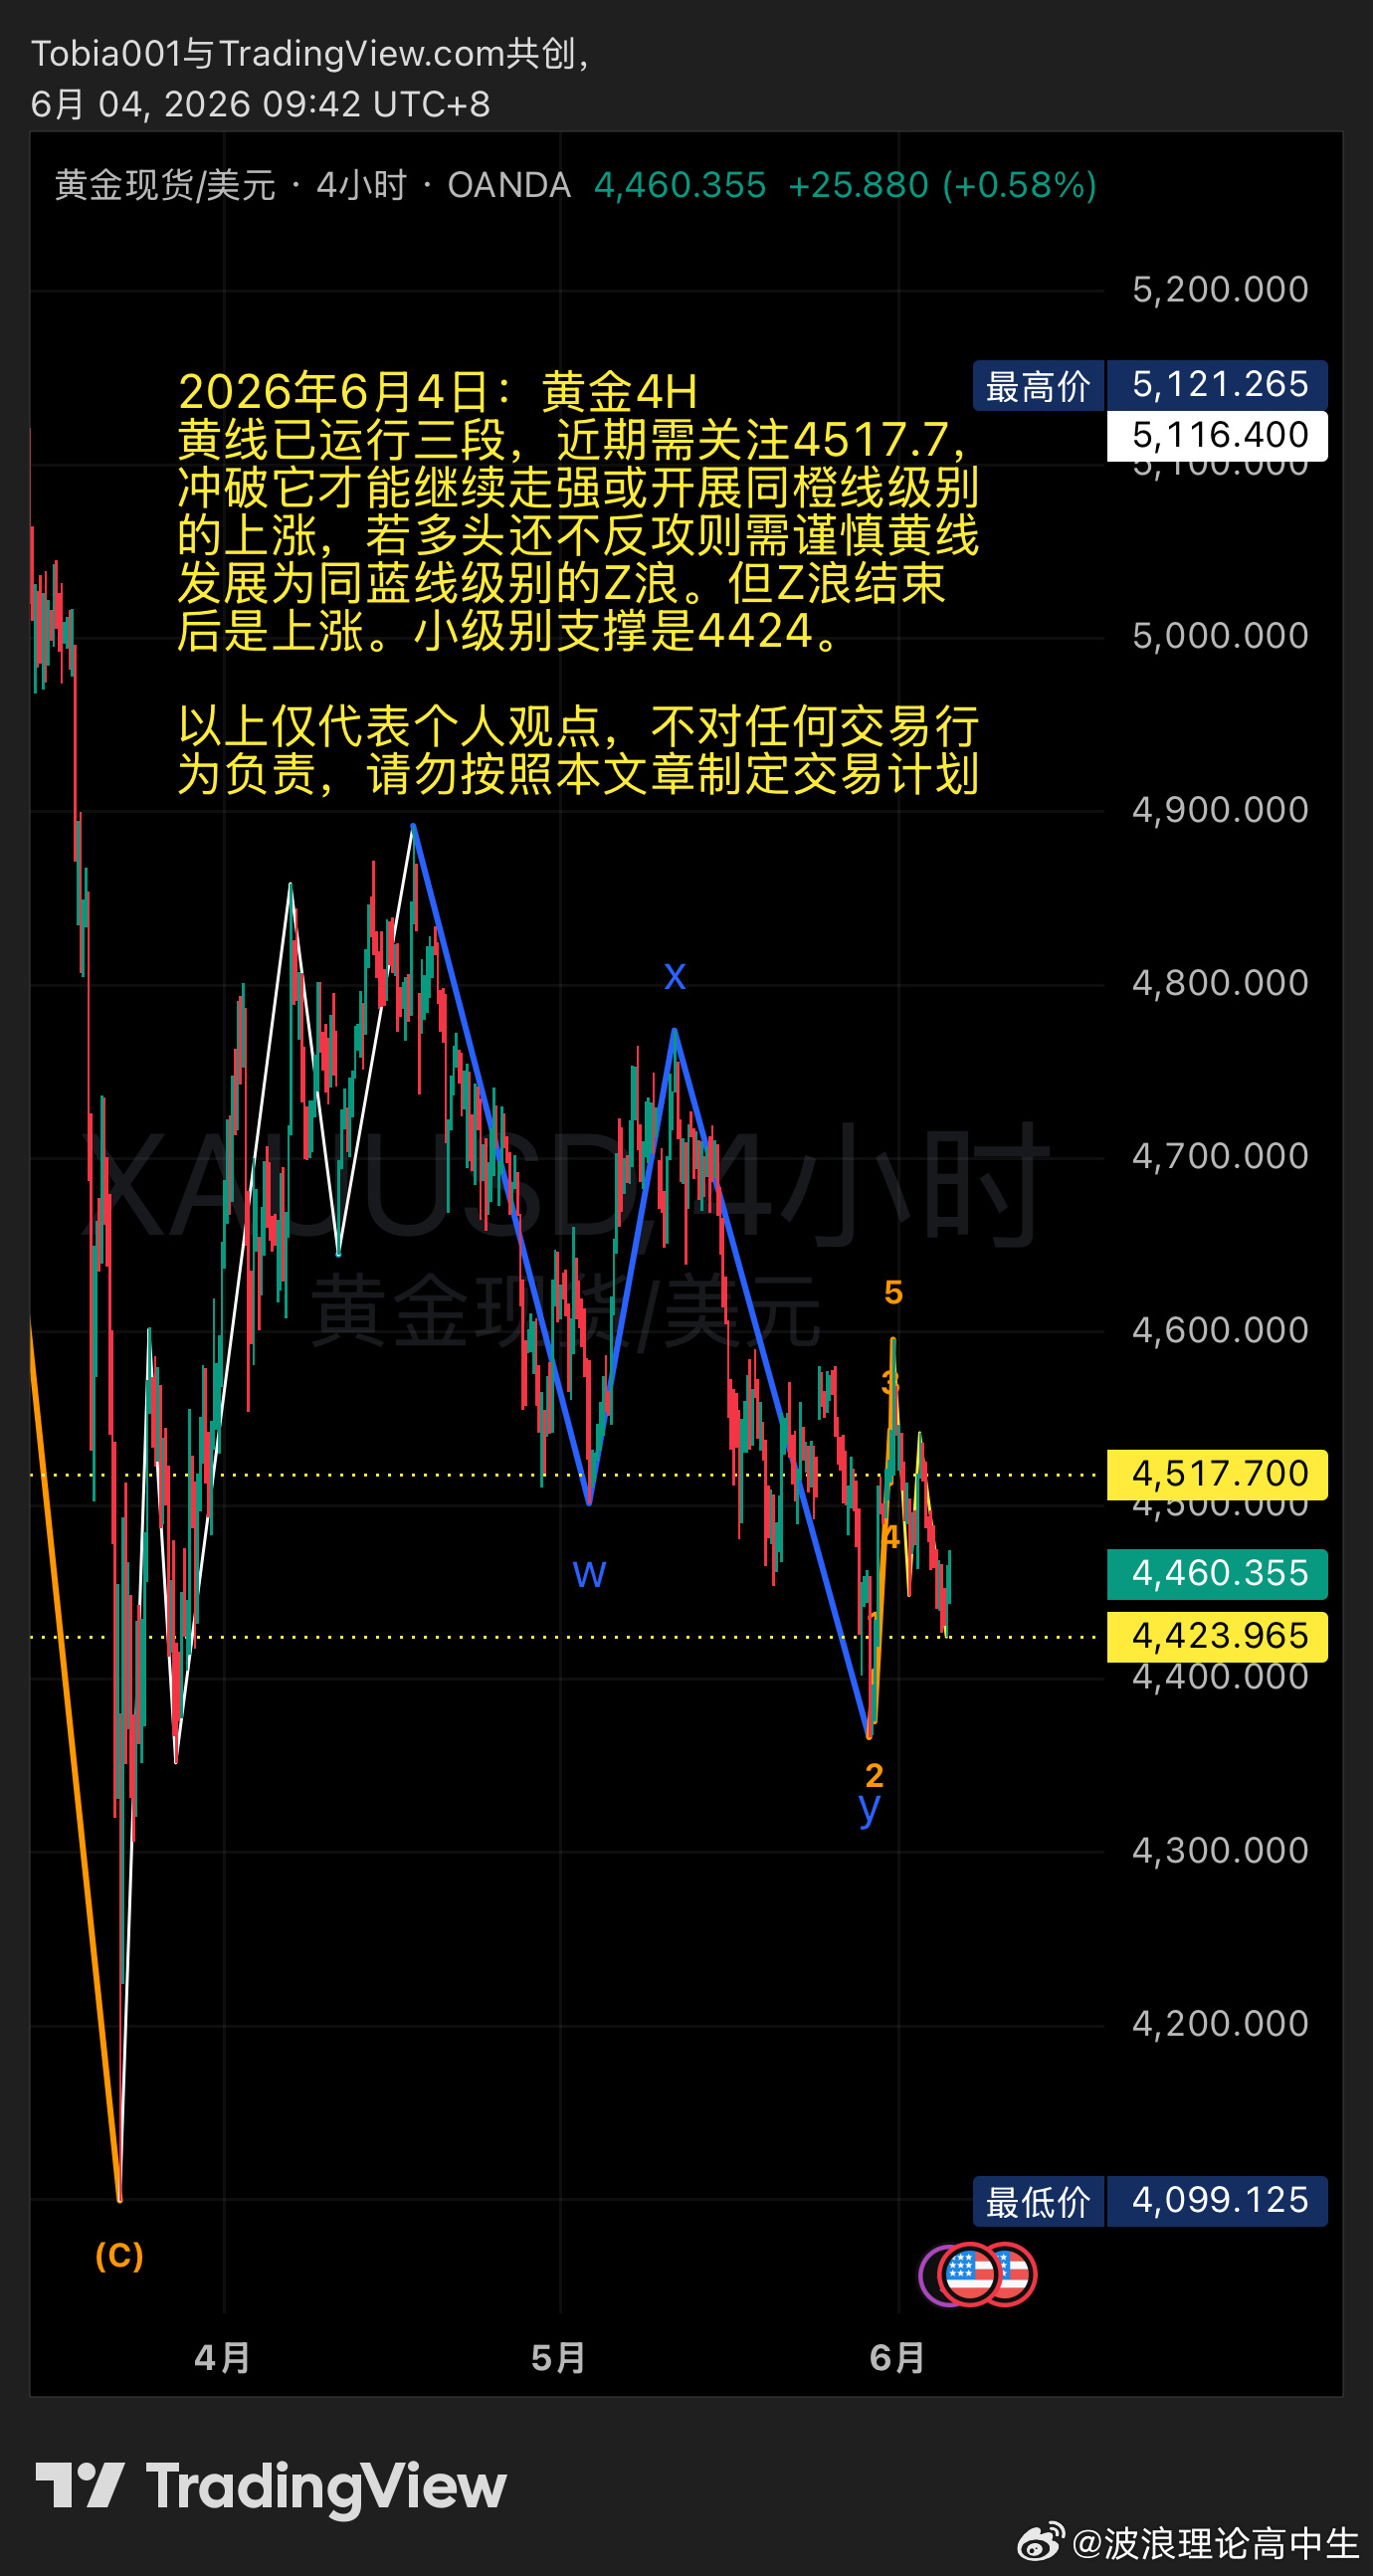 Tobia001与TradingView.com共创,
6月 04, 2026 09:42 UTC+8
黄金现货/美元 · 4小时 · OANDA 4,460.355 +25.880 (+0.58%)
5,200.000
2026年6月4日：黄金4H
黄线已运行三段，近期需关注4517.7，
冲破它才能继续走强或开展同橙线级别
的上涨，若多头还不反攻则需谨慎黄线
发展为同蓝线级别的Z浪。但Z浪结束
后是上涨。小级别支撑是4424。
以上仅代表个人观点，不对任何交易行
为负责，请勿按照本文章制定交易计划
最高价 5,121.265
5,116.400
5,100.000
5,000.000
4,900.000
4,800.000
x
XAUUSD, 4小时
4,700.000
黄金现货/美元
5
4,600.000
3
4,517.700
4,500.000
4
w
4,460.355
4,423.965
4,400.000
2
y
4,300.000
4,200.000
最低价 4,099.125
(C)
4月 5月 6月
TradingView
@波浪理论高中生